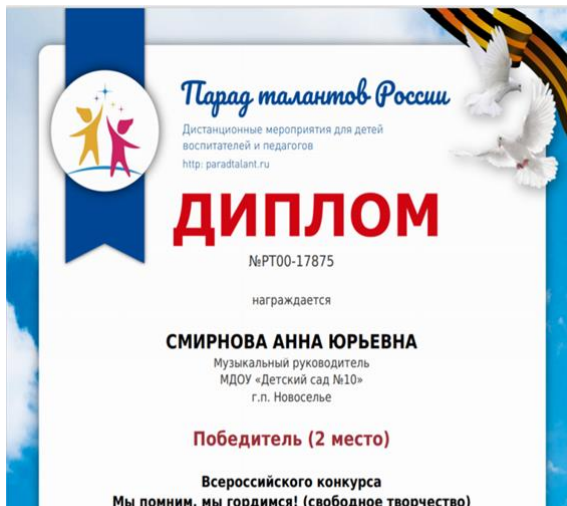 Парад талантов России
Дистанционные мероприятия для детей
воспитателей и педагогов
http: paradtalant.ru
ДИПЛОМ
№РТ00-17875
награждается
СМИРНОВА АННА ЮРЬЕВНА
Музыкальный руководитель
МДОУ «Детский сад №10»
г.п. Новоселье
Победитель (2 место)
Всероссийского конкурса
Мы помним, мы гордимся! (свободное творчество)